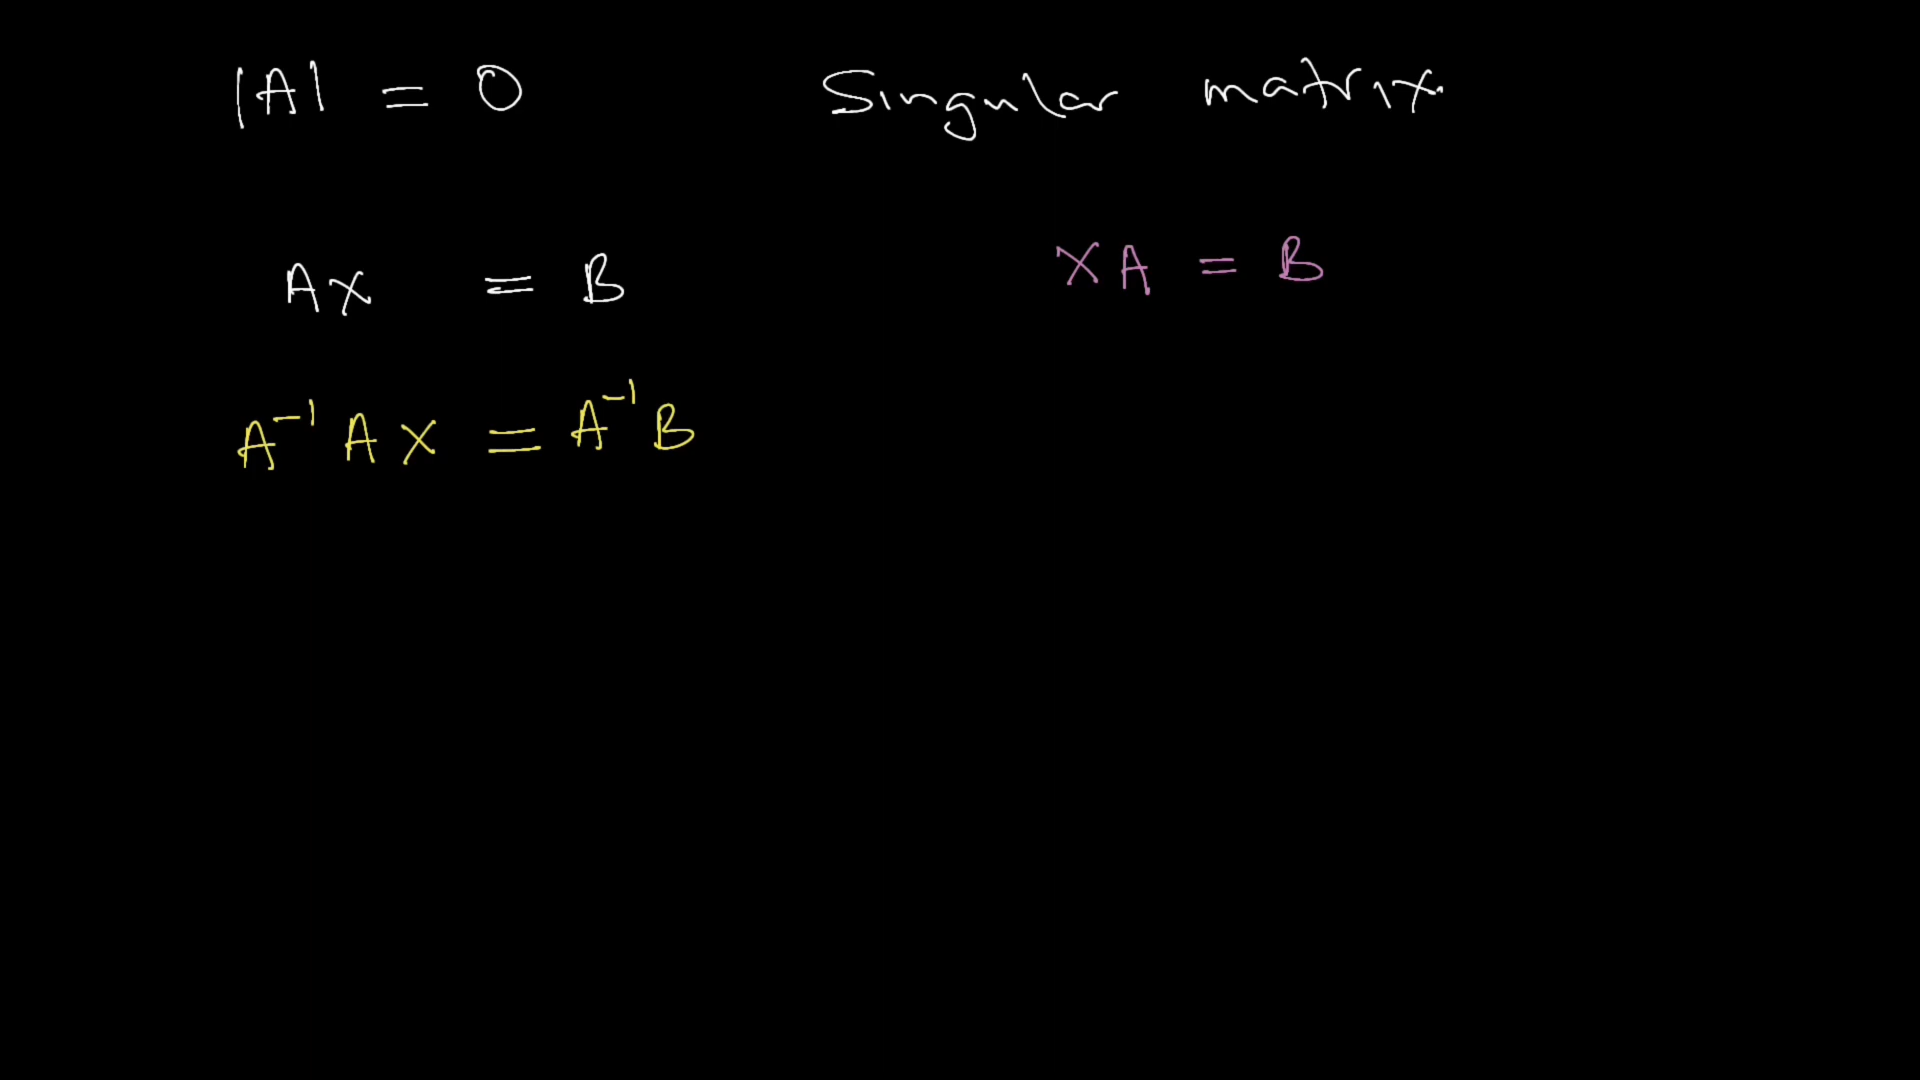 |A| = 0 Singular matrix.
AX = B XA = B
A⁻¹ A X = A⁻¹ B